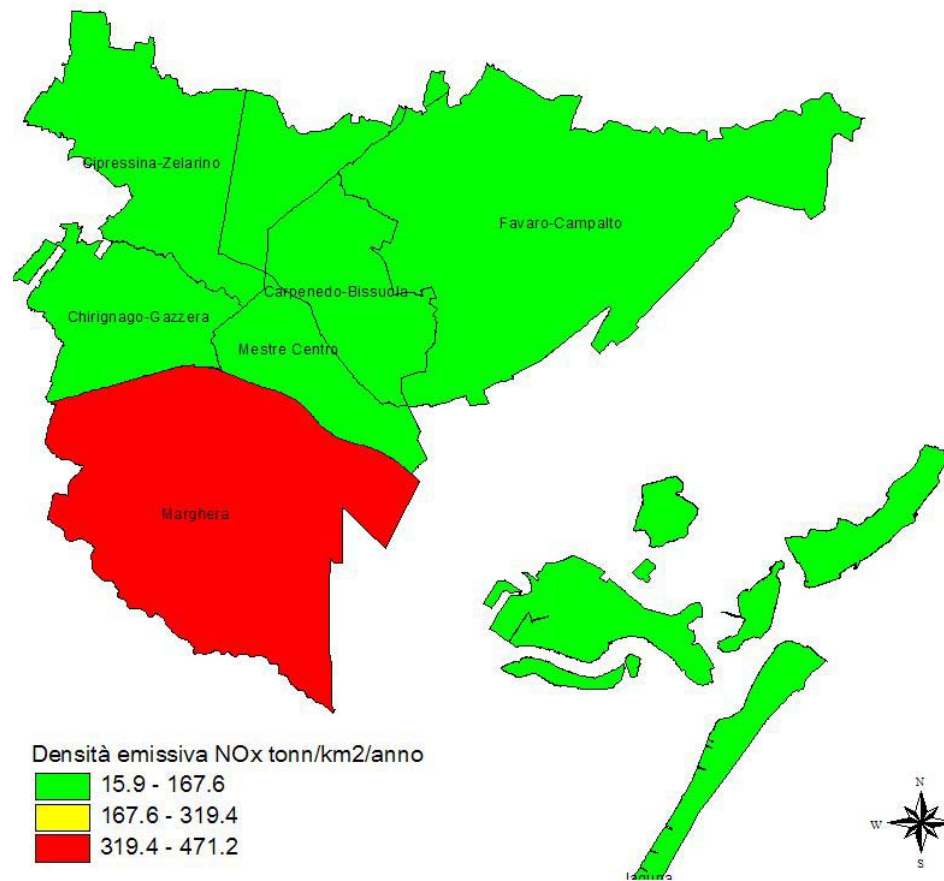 Cipressina-Zelarino
Favaro-Campalto
Carpenedo-Bissuola
Chirignago-Gazzera
Mestre Centro
Marghera
Densità emissiva NOx tonn/km2/anno
15.9 - 167.6
167.6 - 319.4
319.4 - 471.2
N
W
S
laguna